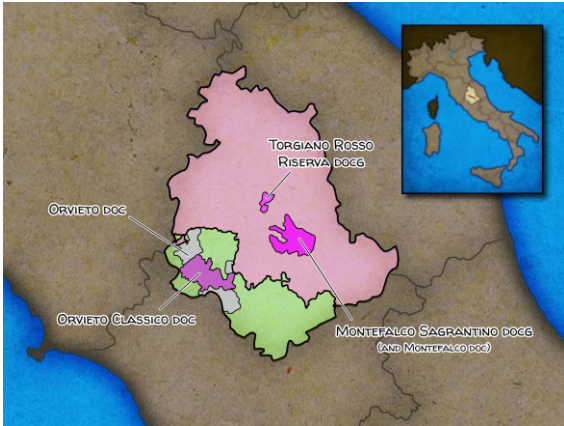 Torgiano Rosso
Riserva DOCG
Orvieto DOC
Orvieto Classico DOC
Montefalco Sagrantino DOCG
(and Montefalco DOC)